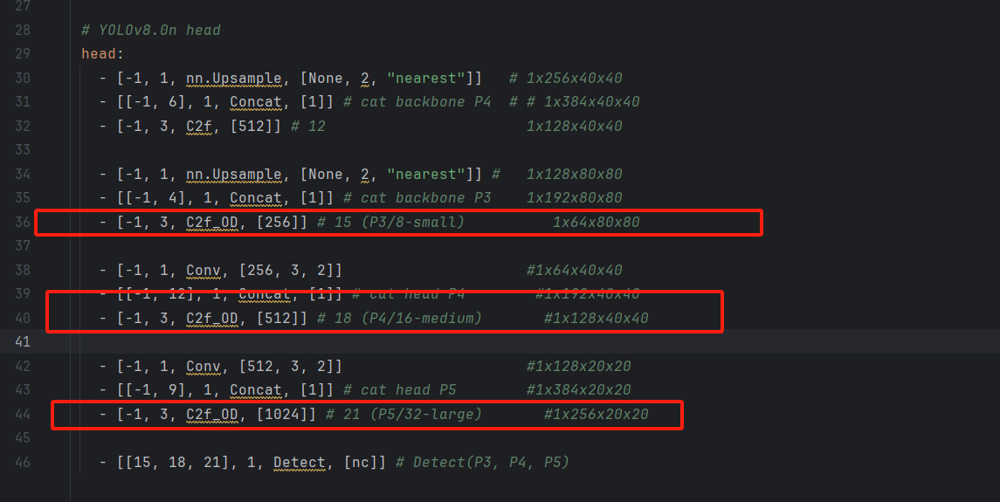 27
28 # YOLOv8.0n head
29 head:
30 - [-1, 1, nn.Upsample, [None, 2, "nearest"]] # 1x256x40x40
31 - [[-1, 6], 1, Concat, [1]] # cat backbone P4 # # 1x384x40x40
32 - [-1, 3, C2f, [512]] # 12 1x128x40x40
33
34 - [-1, 1, nn.Upsample, [None, 2, "nearest"]] # 1x128x80x80
35 - [[-1, 4], 1, Concat, [1]] # cat backbone P3 1x192x80x80
36 - [-1, 3, C2f_OD, [256]] # 15 (P3/8-small) 1x64x80x80
37
38 - [-1, 1, Conv, [256, 3, 2]] #1x64x40x40
39 - [[-1, 12], 1, Concat, [1]] # cat head P4 #1x192x40x40
40 - [-1, 3, C2f_OD, [512]] # 18 (P4/16-medium) #1x128x40x40
41
42 - [-1, 1, Conv, [512, 3, 2]] #1x128x20x20
43 - [[-1, 9], 1, Concat, [1]] # cat head P5 #1x384x20x20
44 - [-1, 3, C2f_OD, [1024]] # 21 (P5/32-large) #1x256x20x20
45
46 - [[15, 18, 21], 1, Detect, [nc]] # Detect(P3, P4, P5)